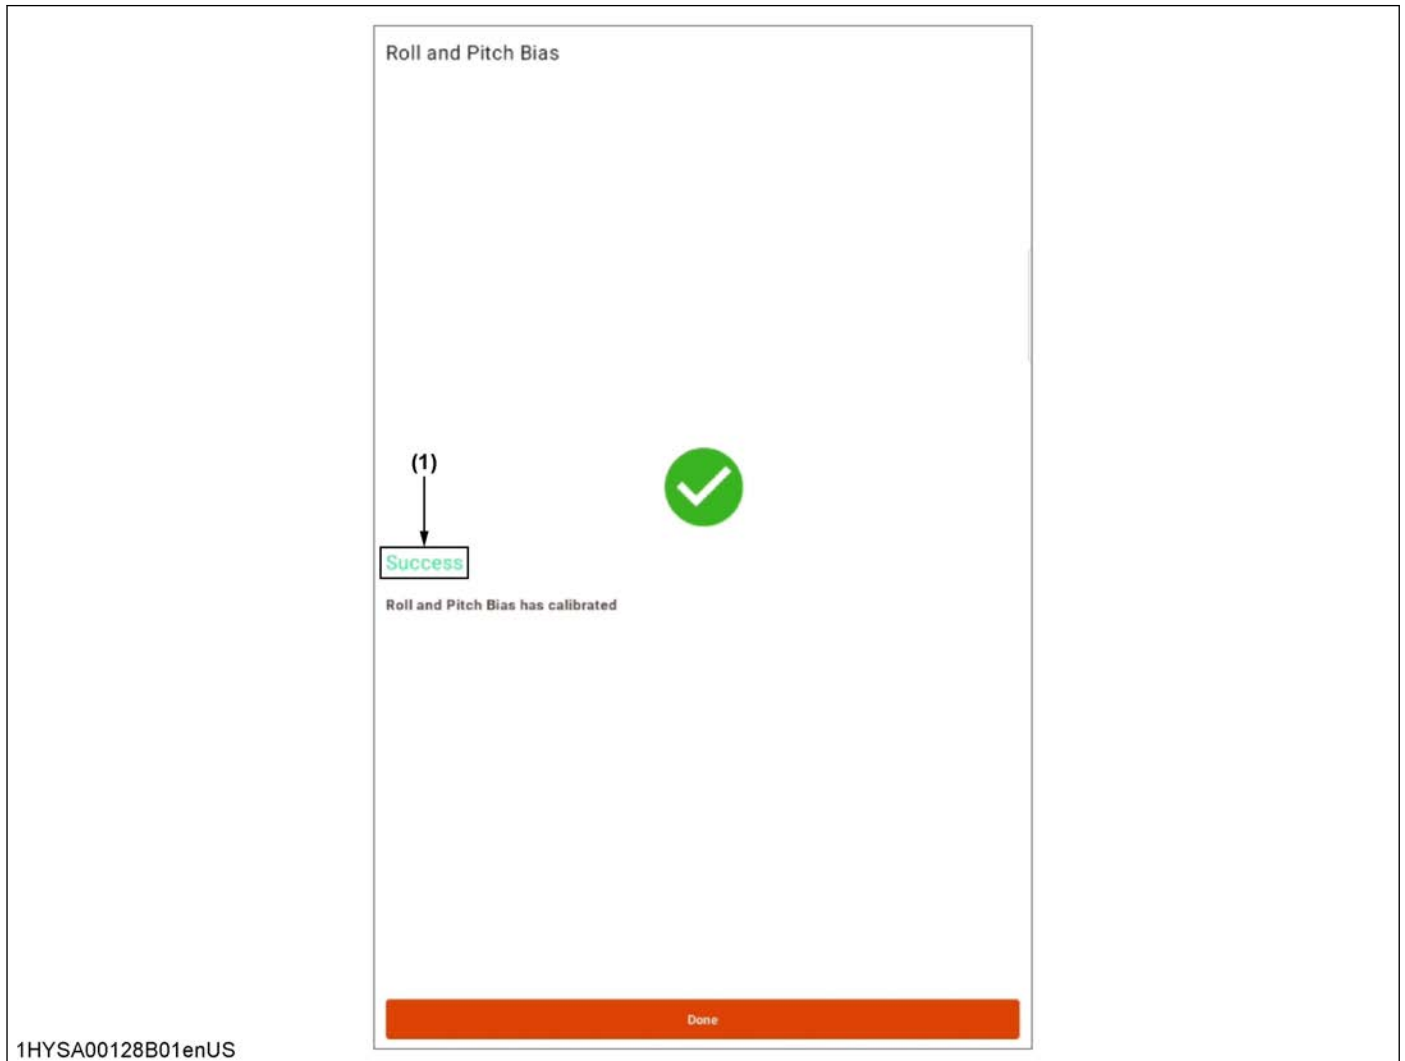 Roll and Pitch Bias
(1)
Success
Roll and Pitch Bias has calibrated
Done
1HYSA00128B01enUS